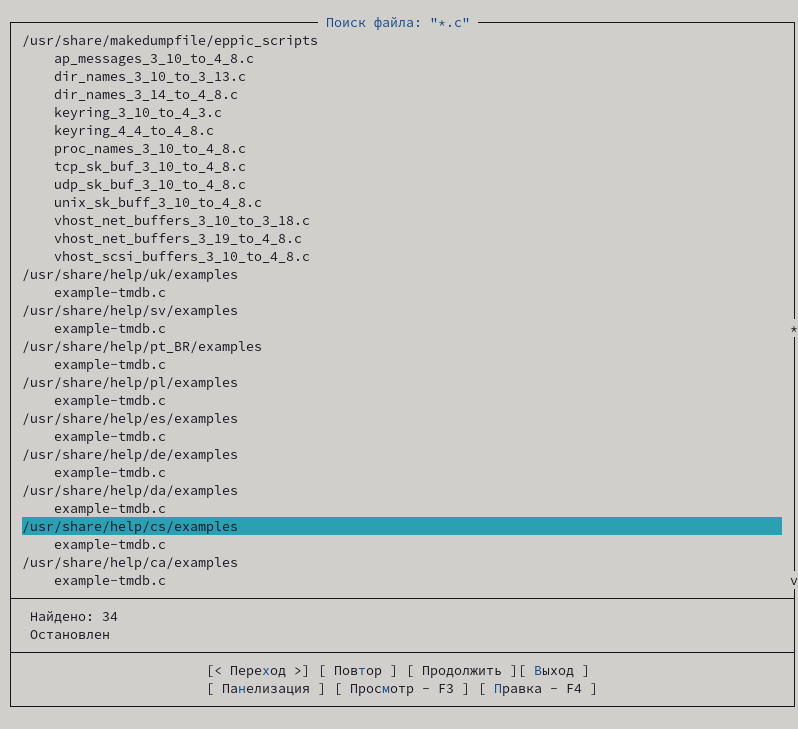 Поиск файла: "*.c"
/usr/share/makedumpfile/eppic_scripts
ap_messages_3_10_to_4_8.c
dir_names_3_10_to_3_13.c
dir_names_3_14_to_4_8.c
keyring_3_10_to_4_3.c
keyring_4_4_to_4_8.c
proc_names_3_10_to_4_8.c
tcp_sk_buf_3_10_to_4_8.c
udp_sk_buf_3_10_to_4_8.c
unix_sk_buff_3_10_to_4_8.c
vhost_net_buffers_3_10_to_3_18.c
vhost_net_buffers_3_19_to_4_8.c
vhost_scsi_buffers_3_10_to_4_8.c
/usr/share/help/uk/examples
example-tmdb.c
/usr/share/help/sv/examples
example-tmdb.c *
/usr/share/help/pt_BR/examples
example-tmdb.c
/usr/share/help/pl/examples
example-tmdb.c
/usr/share/help/es/examples
example-tmdb.c
/usr/share/help/de/examples
example-tmdb.c
/usr/share/help/da/examples
example-tmdb.c
/usr/share/help/cs/examples
example-tmdb.c
/usr/share/help/ca/examples
example-tmdb.c v
Найдено: 34
Остановлен
[< Переход >] [ Повтор ] [ Продолжить ][ Выход ]
[ Панелизация ] [ Просмотр - F3 ] [ Правка - F4 ]